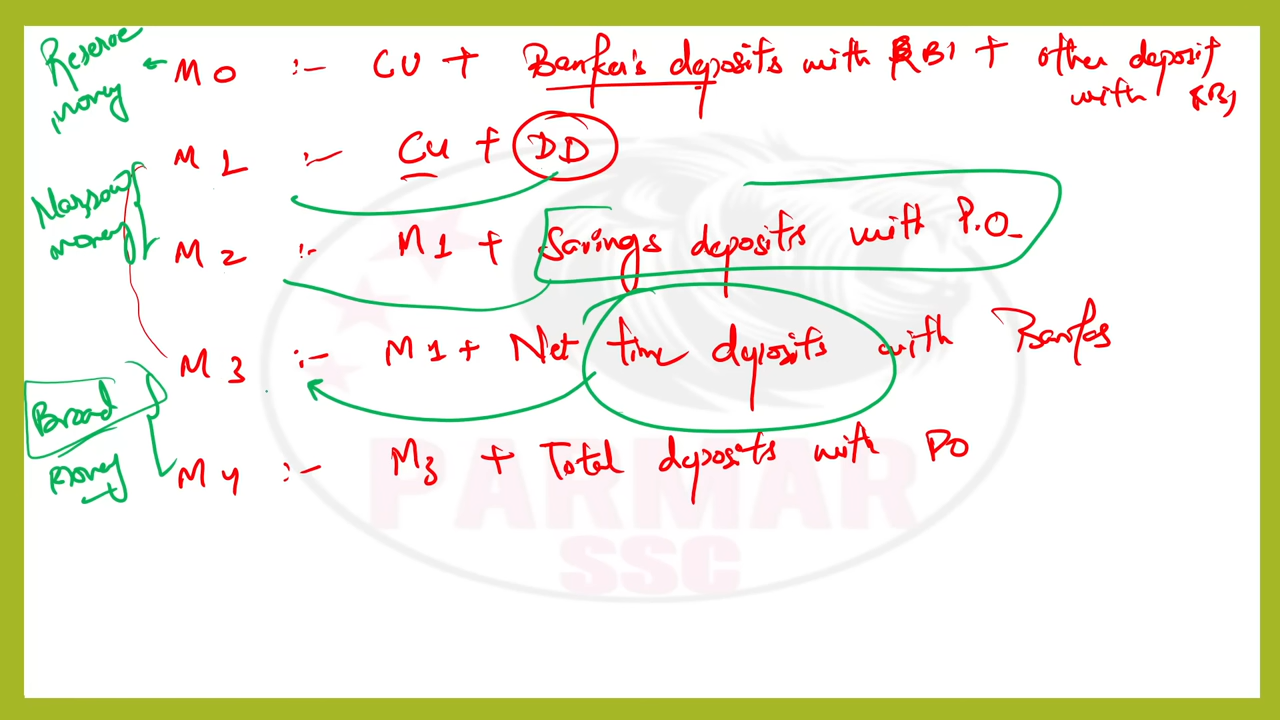 Reserve money ← M0 :- CU + Banker's deposits with RBI + other deposit
with RBI
M1 :- CU + DD
Narrow money
M2 :- M1 + Savings deposits with P.O.
M3 :- M1 + Net time deposits with Banks
Broad money
M4 :- M3 + Total deposits with PO
PARMAR
SSC